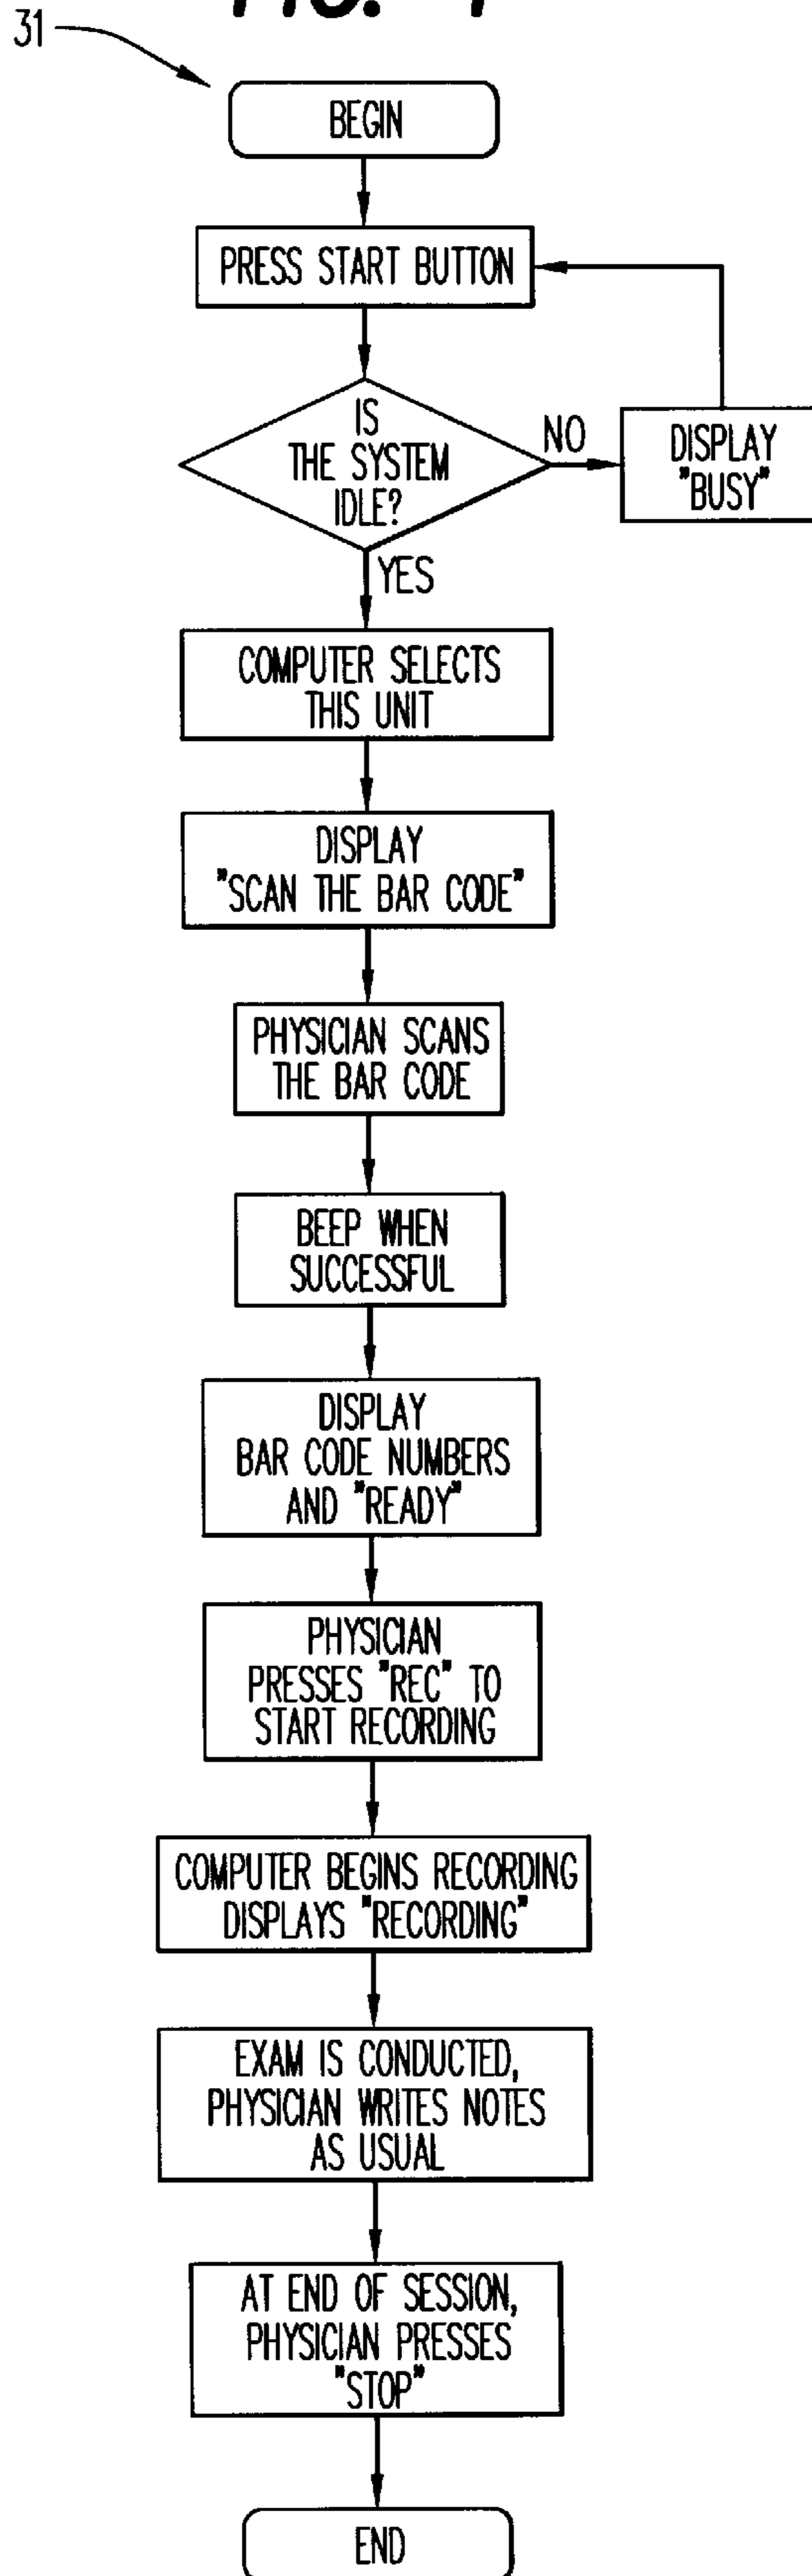 31
BEGIN
PRESS START BUTTON
IS
THE SYSTEM
IDLE?
NO
DISPLAY
"BUSY"
YES
COMPUTER SELECTS
THIS UNIT
DISPLAY
"SCAN THE BAR CODE"
PHYSICIAN SCANS
THE BAR CODE
BEEP WHEN
SUCCESSFUL
DISPLAY
BAR CODE NUMBERS
AND "READY"
PHYSICIAN
PRESSES "REC" TO
START RECORDING
COMPUTER BEGINS RECORDING
DISPLAYS "RECORDING"
EXAM IS CONDUCTED,
PHYSICIAN WRITES NOTES
AS USUAL
AT END OF SESSION,
PHYSICIAN PRESSES
"STOP"
END